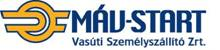 MÁV-START
Vasúti Személyszállító Zrt.